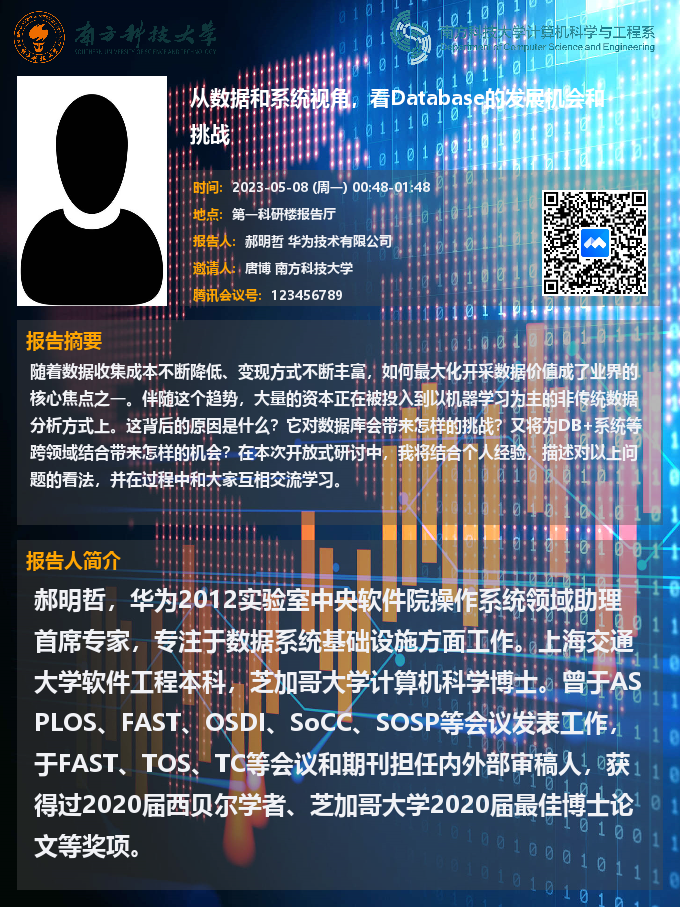 南方科技大学
SOUTHERN UNIVERSITY OF SCIENCE AND TECHNOLOGY
南方科技大学计算机科学与工程系
Department of Computer Science and Engineering
从数据和系统视角，看Database的发展机会和
挑战
时间：2023-05-08 (周一) 00:48-01:48
地点：第一科研楼报告厅
报告人：郝明哲 华为技术有限公司
邀请人：唐博 南方科技大学
腾讯会议号：123456789
报告摘要
随着数据收集成本不断降低、变现方式不断丰富，如何最大化开采数据价值成了业界的
核心焦点之一。伴随这个趋势，大量的资本正在被投入到以机器学习为主的非传统数据
分析方式上。这背后的原因是什么？它对数据库会带来怎样的挑战？又将为DB+系统等
跨领域结合带来怎样的机会？在本次开放式研讨中，我将结合个人经验，描述对以上问
题的看法，并在过程中和大家互相交流学习。
报告人简介
郝明哲，华为2012实验室中央软件院操作系统领域助理
首席专家，专注于数据系统基础设施方面工作。上海交通
大学软件工程本科，芝加哥大学计算机科学博士。曾于AS
PLOS、FAST、OSDI、SoCC、SOSP等会议发表工作，
于FAST、TOS、TC等会议和期刊担任内外部审稿人，获
得过2020届西贝尔学者、芝加哥大学2020届最佳博士论
文等奖项。